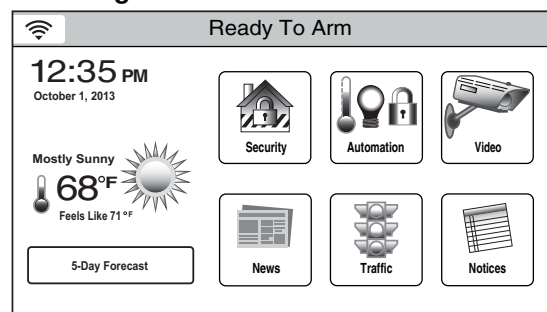 Ready To Arm
12:35 PM
October 1, 2013
Mostly Sunny
68°F
Feels Like 71°F
5-Day Forecast
Security
Automation
Video
News
Traffic
Notices